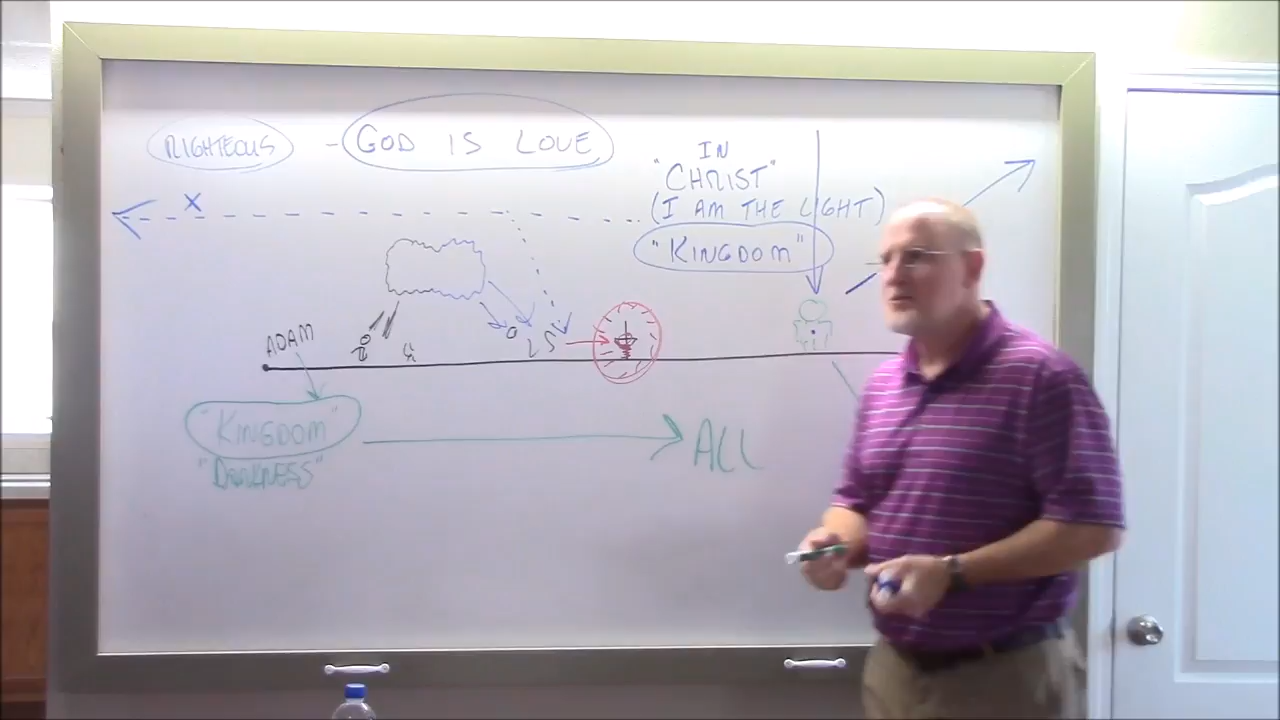 RIGHTEOUS - GOD IS LOVE
X
IN
"CHRIST"
(I AM THE LIGHT)
"KINGDOM"
ADAM
"KINGDOM"
"DARKNESS"
ALL